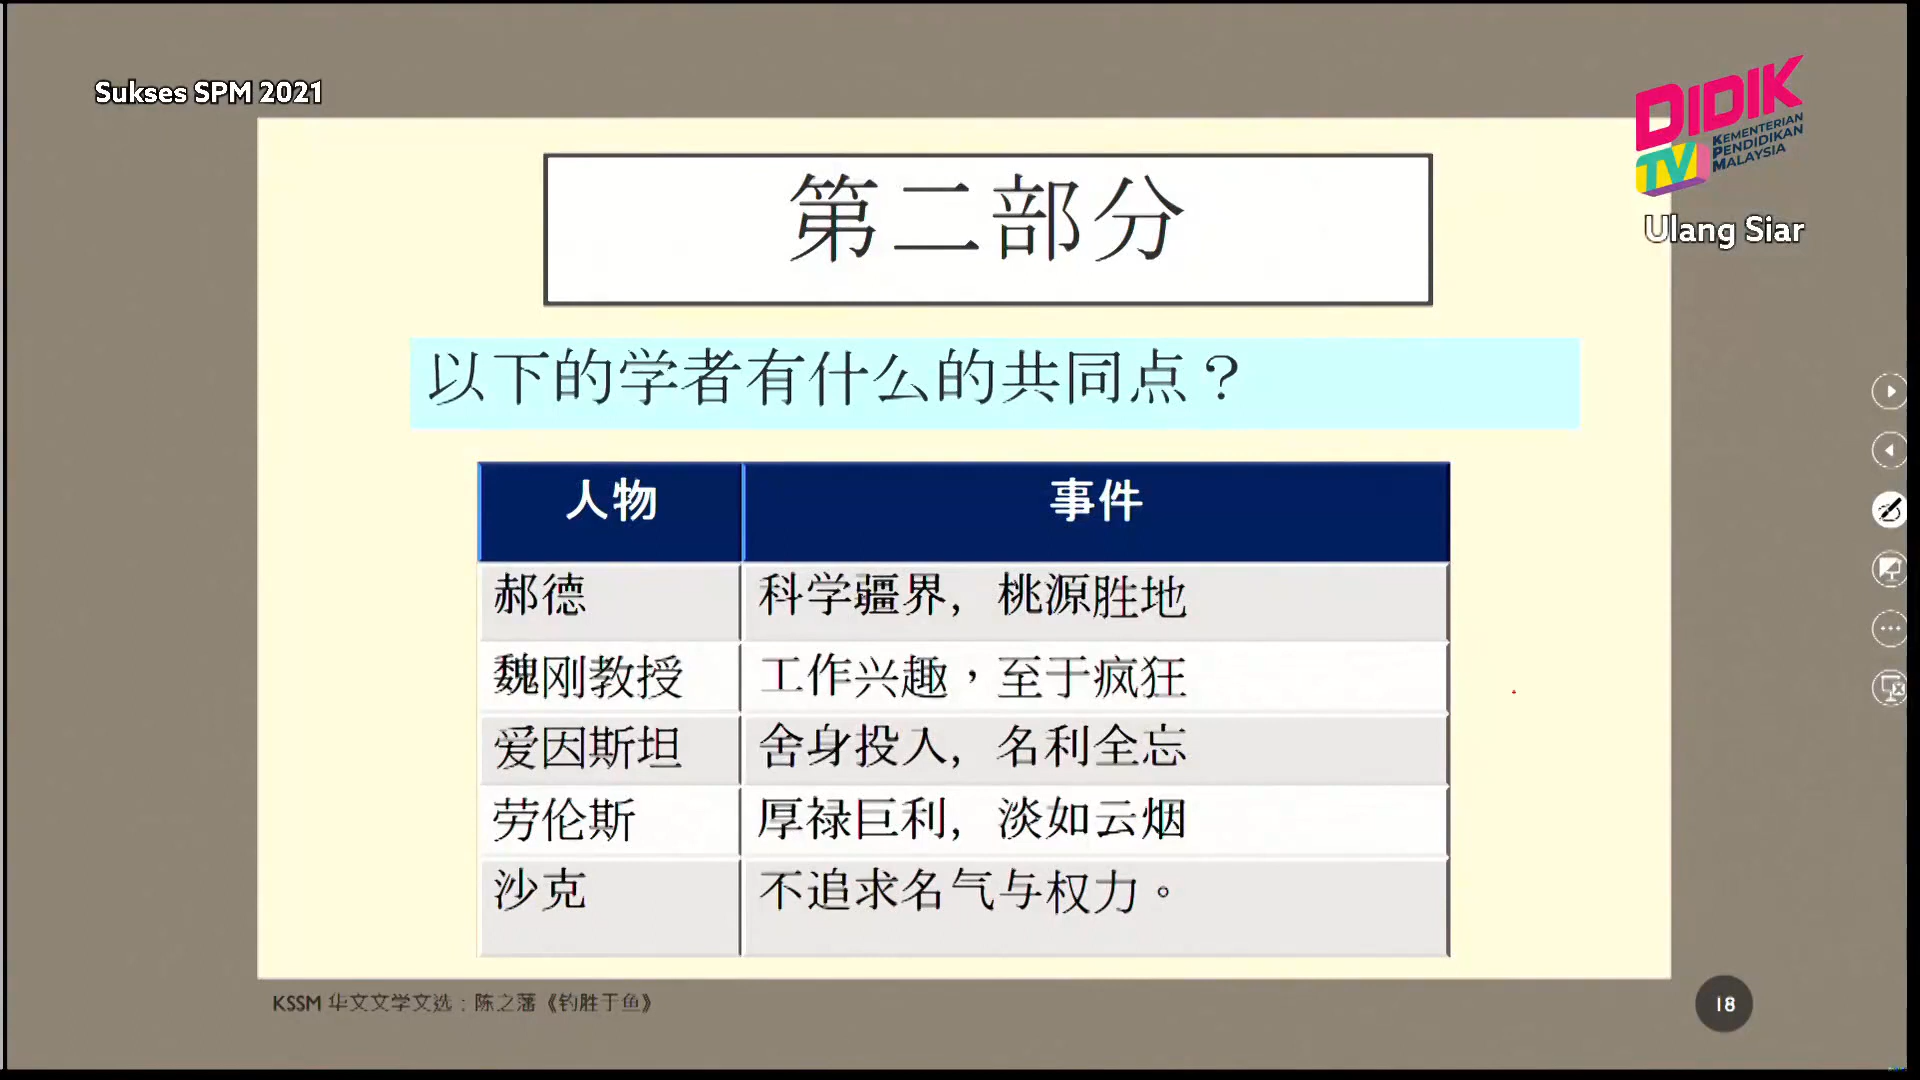 Sukses SPM 2021
DIDIK
TV
KEMENTERIAN
PENDIDIKAN
MALAYSIA
Ulang Siar
第二部分
以下的学者有什么的共同点？
人物 事件
郝德 科学疆界，桃源胜地
魏刚教授 工作兴趣，至于疯狂
爱因斯坦 舍身投入，名利全忘
劳伦斯 厚禄巨利，淡如云烟
沙克 不追求名气与权力。
KSSM 华文文学文选：陈之藩《钓胜于鱼》
18